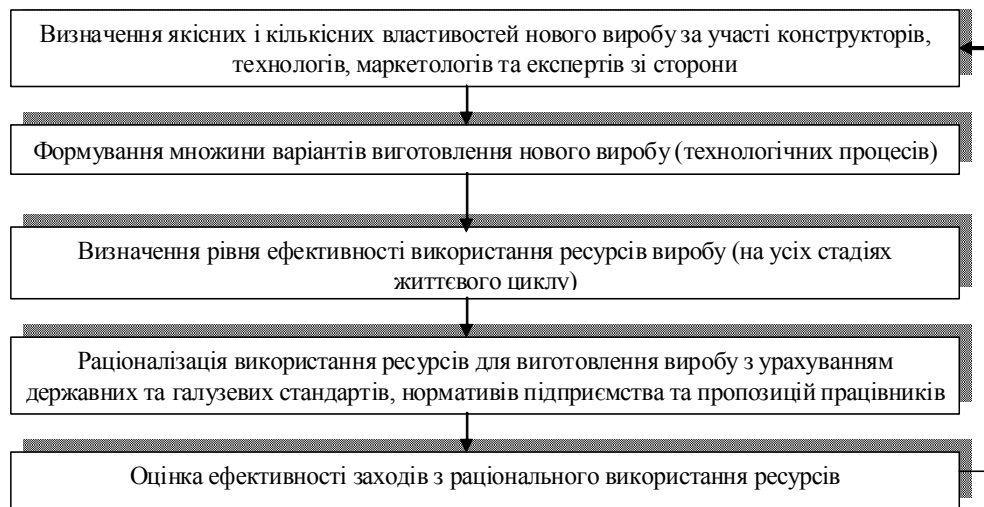 Визначення якісних і кількісних властивостей нового виробу за участі конструкторів,
технологів, маркетологів та експертів зі сторони
Формування множини варіантів виготовлення нового виробу (технологічних процесів)
Визначення рівня ефективності використання ресурсів виробу (на усіх стадіях
життєвого циклу)
Раціоналізація використання ресурсів для виготовлення виробу з урахуванням
державних та галузевих стандартів, нормативів підприємства та пропозицій працівників
Оцінка ефективності заходів з раціонального використання ресурсів